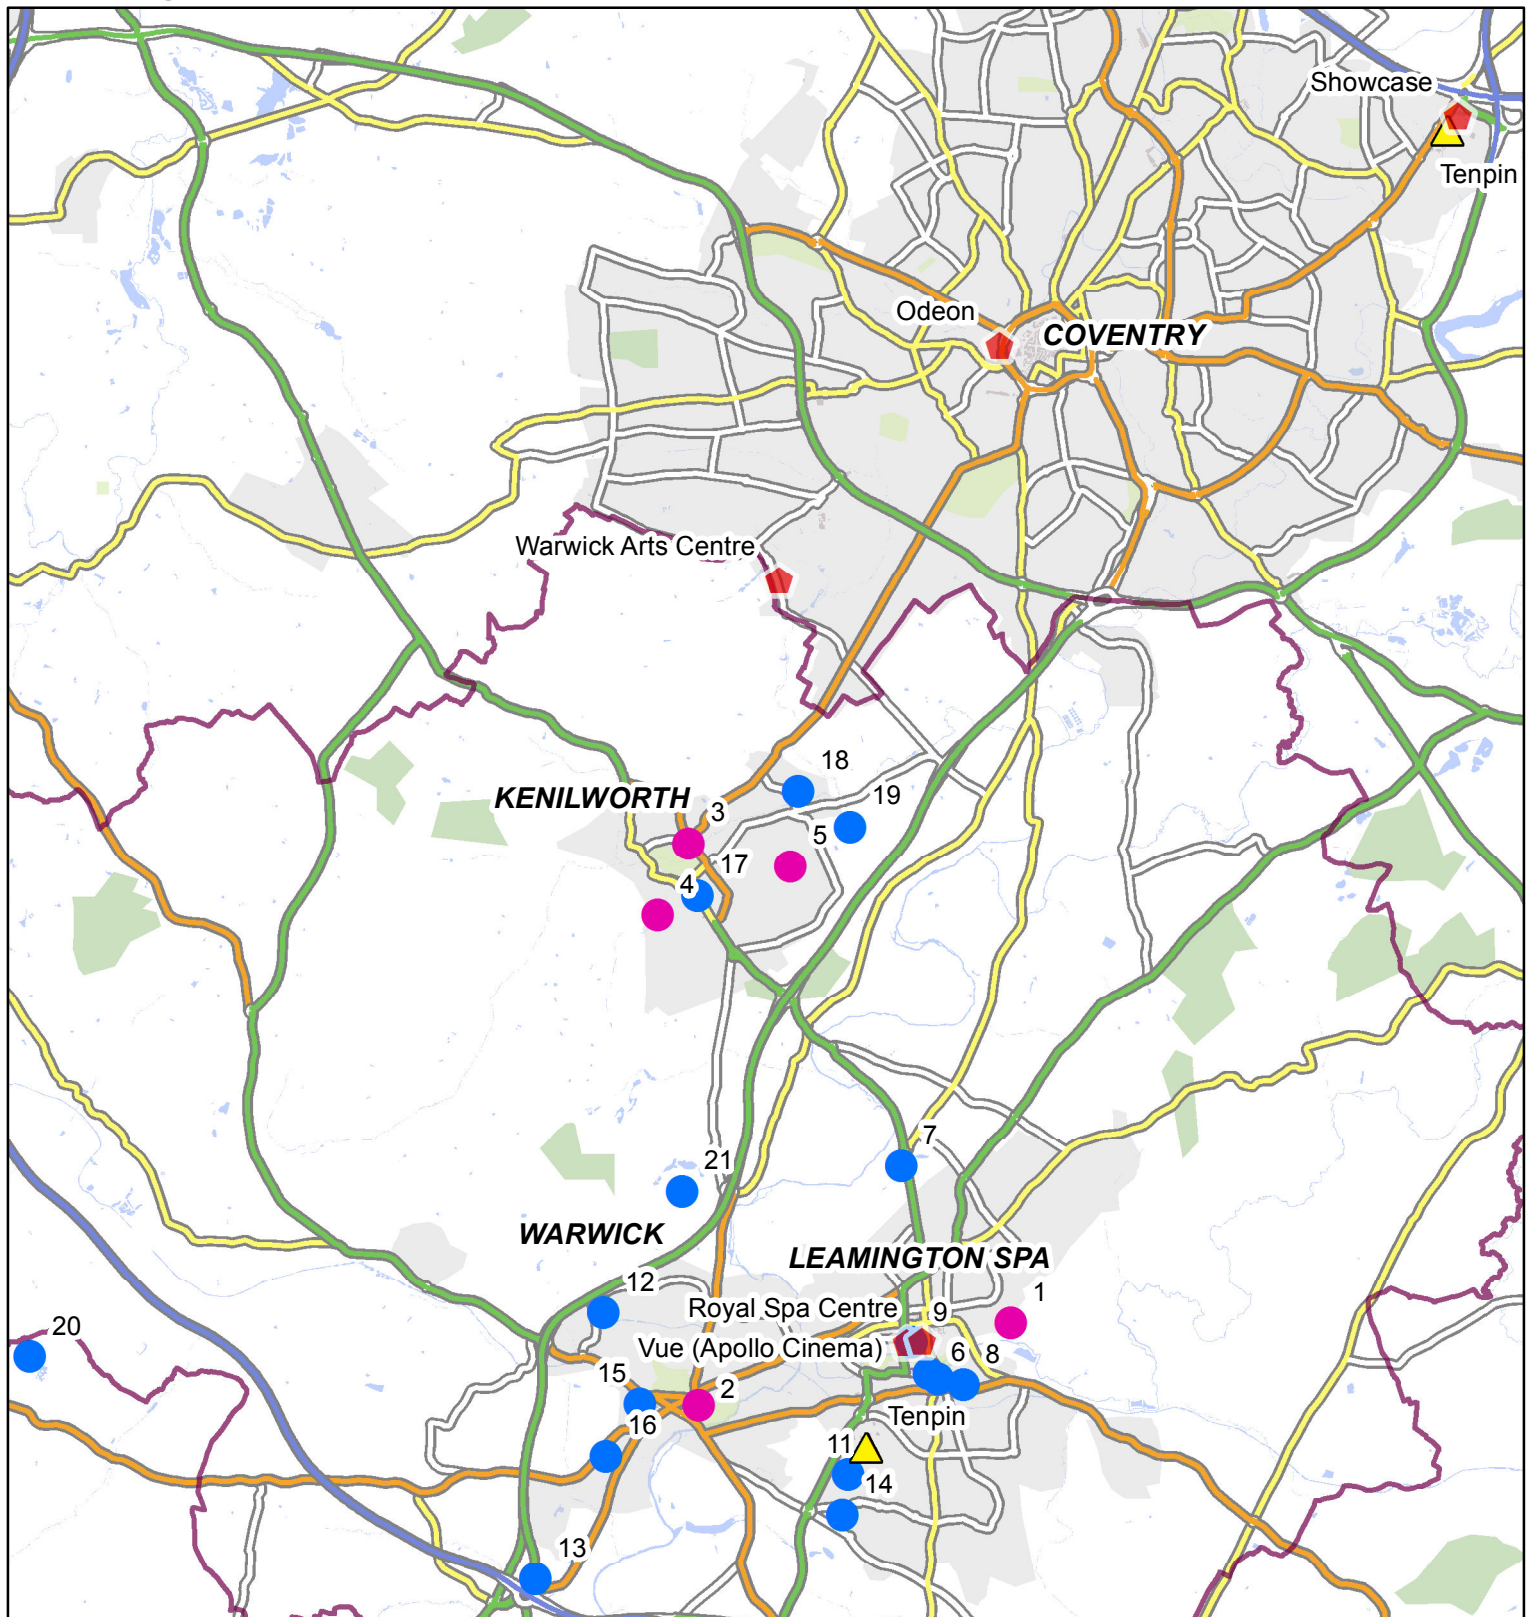 Showcase
Tenpin
Odeon
COVENTRY
Warwick Arts Centre
18
KENILWORTH
19
3
5
17
4
7
21
WARWICK
LEAMINGTON SPA
12
1
Royal Spa Centre
9
20
Vue (Apollo Cinema)
6
8
15
2
Tenpin
16
11
14
13